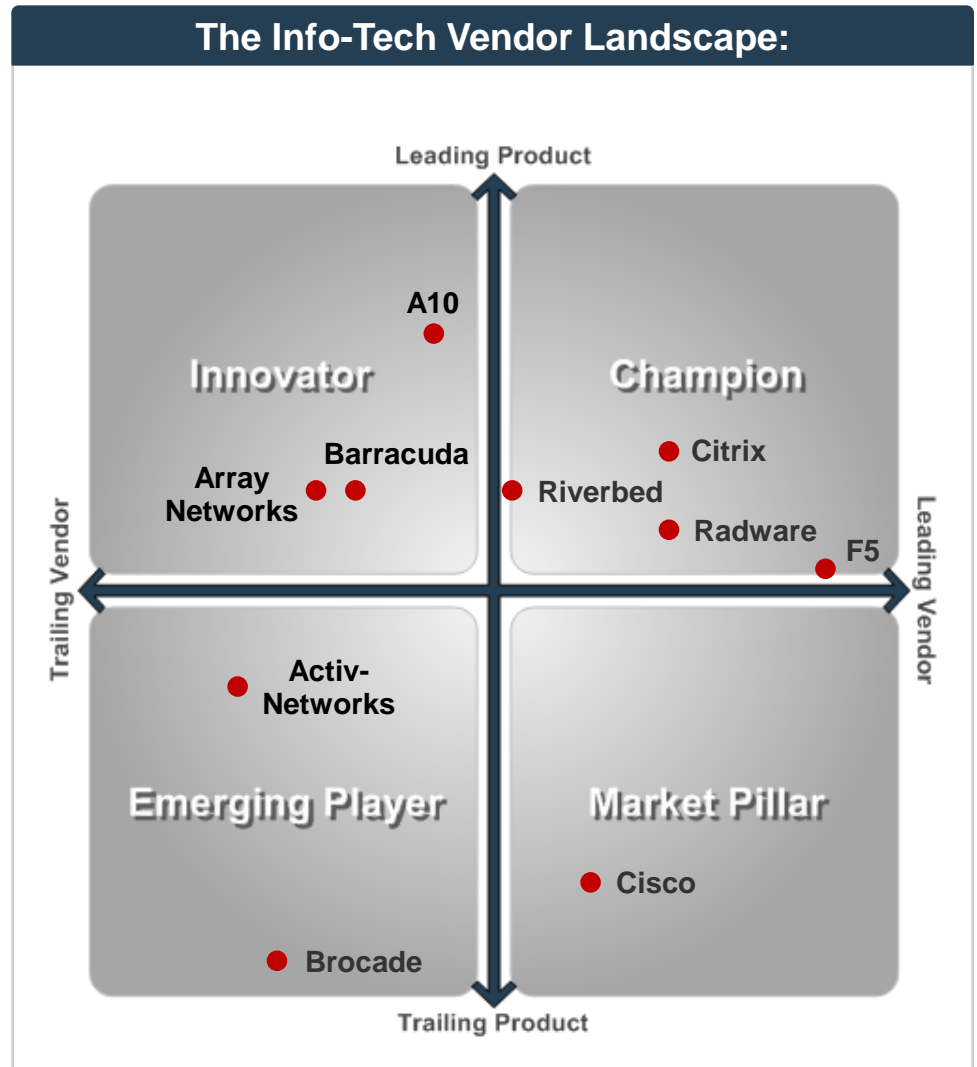 The Info-Tech Vendor Landscape:
Leading Product
A10
Innovator
Champion
Citrix
Barracuda
Array
Networks
Riverbed
Radware
F5
Trailing Vendor
Leading Vendor
Activ-
Networks
Emerging Player
Market Pillar
Cisco
Brocade
Trailing Product